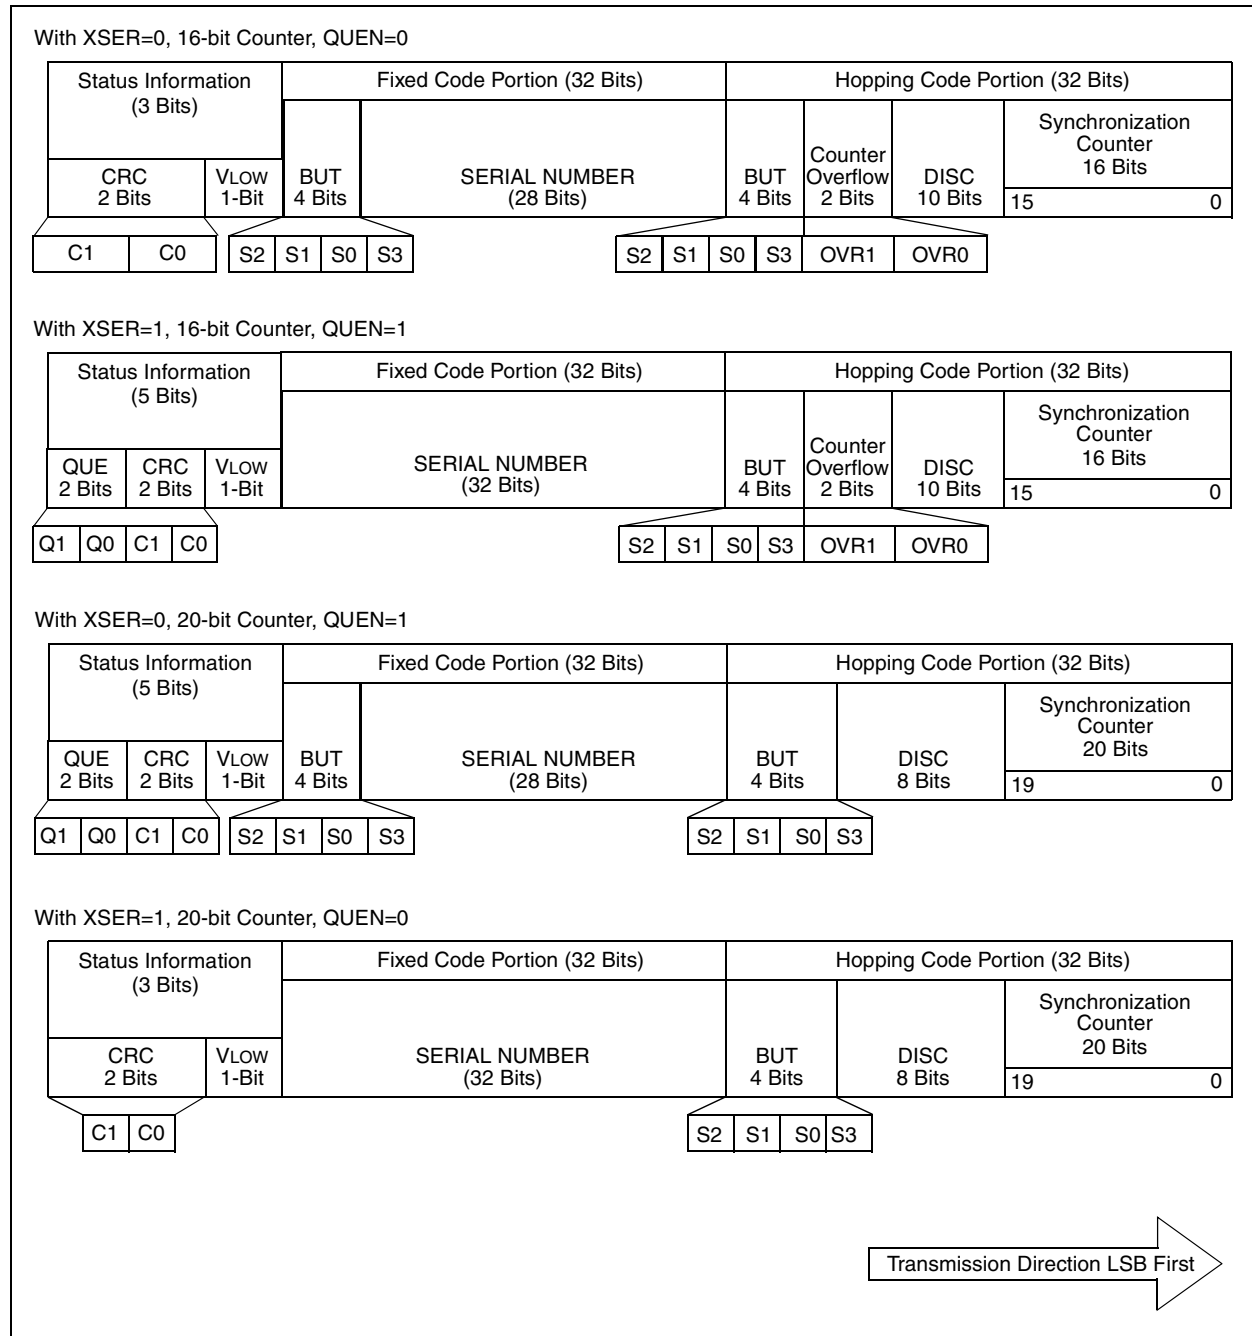 With XSER=0, 16-bit Counter, QUEN=0
Status Information
(3 Bits)
Fixed Code Portion (32 Bits)
Hopping Code Portion (32 Bits)
CRC
2 Bits
VLOW
1-Bit
BUT
4 Bits
SERIAL NUMBER
(28 Bits)
BUT
4 Bits
Counter
Overflow
2 Bits
DISC
10 Bits
Synchronization
Counter
16 Bits
15 0
C1 C0
S2 S1 S0 S3
S2 S1 S0 S3 OVR1 OVR0
With XSER=1, 16-bit Counter, QUEN=1
Status Information
(5 Bits)
Fixed Code Portion (32 Bits)
Hopping Code Portion (32 Bits)
QUE
2 Bits
CRC
2 Bits
VLOW
1-Bit
SERIAL NUMBER
(32 Bits)
BUT
4 Bits
Counter
Overflow
2 Bits
DISC
10 Bits
Synchronization
Counter
16 Bits
15 0
Q1 Q0 C1 C0
S2 S1 S0 S3 OVR1 OVR0
With XSER=0, 20-bit Counter, QUEN=1
Status Information
(5 Bits)
Fixed Code Portion (32 Bits)
Hopping Code Portion (32 Bits)
QUE
2 Bits
CRC
2 Bits
VLOW
1-Bit
BUT
4 Bits
SERIAL NUMBER
(28 Bits)
BUT
4 Bits
DISC
8 Bits
Synchronization
Counter
20 Bits
19 0
Q1 Q0 C1 C0
S2 S1 S0 S3
S2 S1 S0 S3
With XSER=1, 20-bit Counter, QUEN=0
Status Information
(3 Bits)
Fixed Code Portion (32 Bits)
Hopping Code Portion (32 Bits)
CRC
2 Bits
VLOW
1-Bit
SERIAL NUMBER
(32 Bits)
BUT
4 Bits
DISC
8 Bits
Synchronization
Counter
20 Bits
19 0
C1 C0
S2 S1 S0 S3
Transmission Direction LSB First